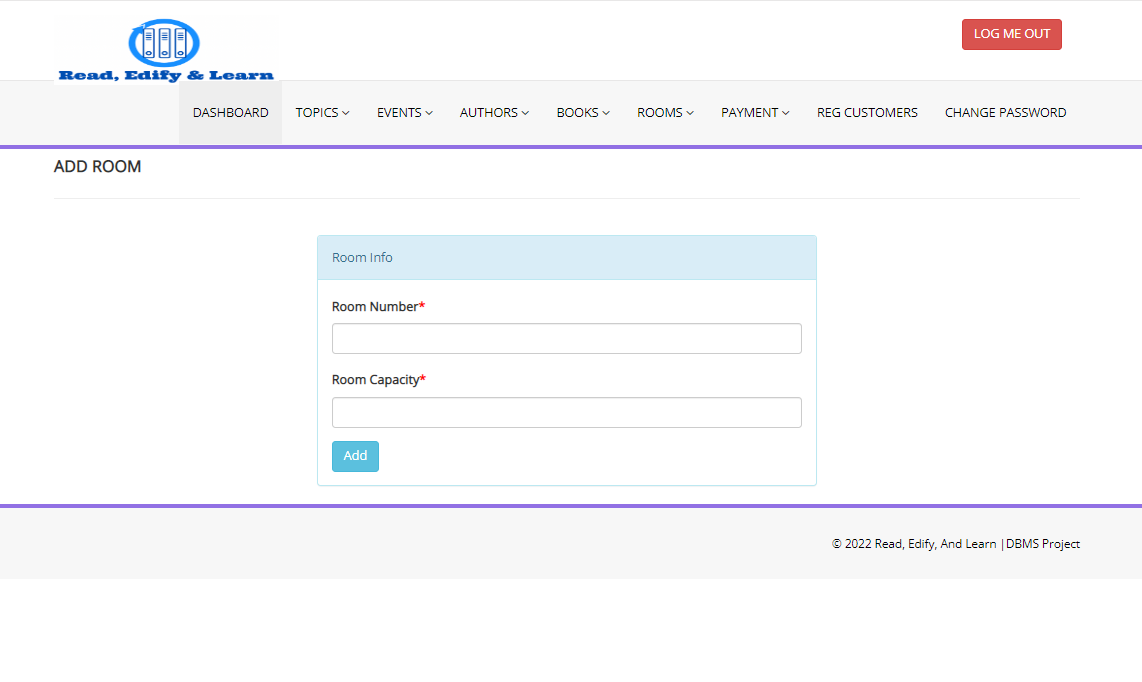 LOG ME OUT
Read, Edify & Learn
DASHBOARD TOPICS EVENTS AUTHORS BOOKS ROOMS PAYMENT REG CUSTOMERS CHANGE PASSWORD
ADD ROOM
Room Info
Room Number*
Room Capacity*
Add
© 2022 Read, Edify, And Learn |DBMS Project